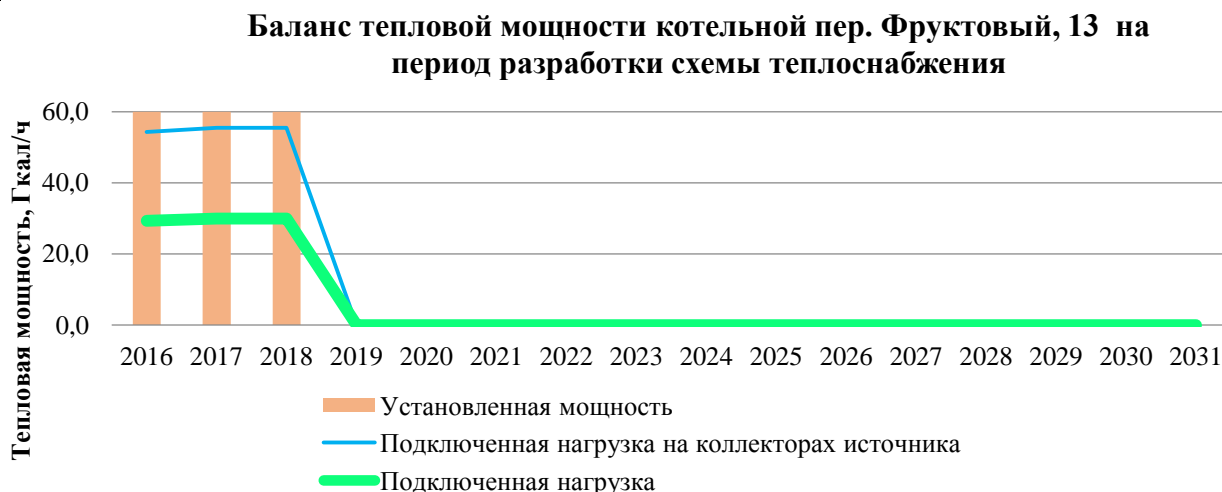 Баланс тепловой мощности котельной пер. Фруктовый, 13 на
период разработки схемы теплоснабжения
Тепловая мощность, Гкал/ч
60,0
40,0
20,0
0,0
2016 2017 2018 2019 2020 2021 2022 2023 2024 2025 2026 2027 2028 2029 2030 2031
Установленная мощность
Подключенная нагрузка на коллекторах источника
Подключенная нагрузка